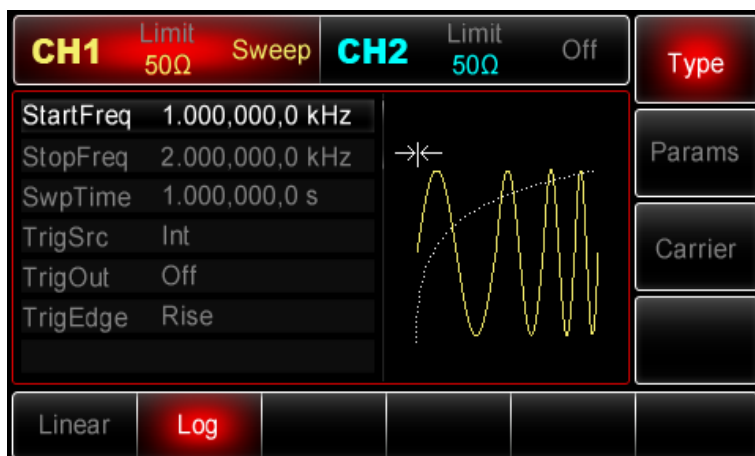 CH1 Limit 50Ω Sweep CH2 Limit 50Ω Off
Type
StartFreq 1.000,000,0 kHz
StopFreq 2.000,000,0 kHz
SwpTime 1.000,000,0 s
TrigSrc Int
TrigOut Off
TrigEdge Rise
Params
Carrier
Linear Log